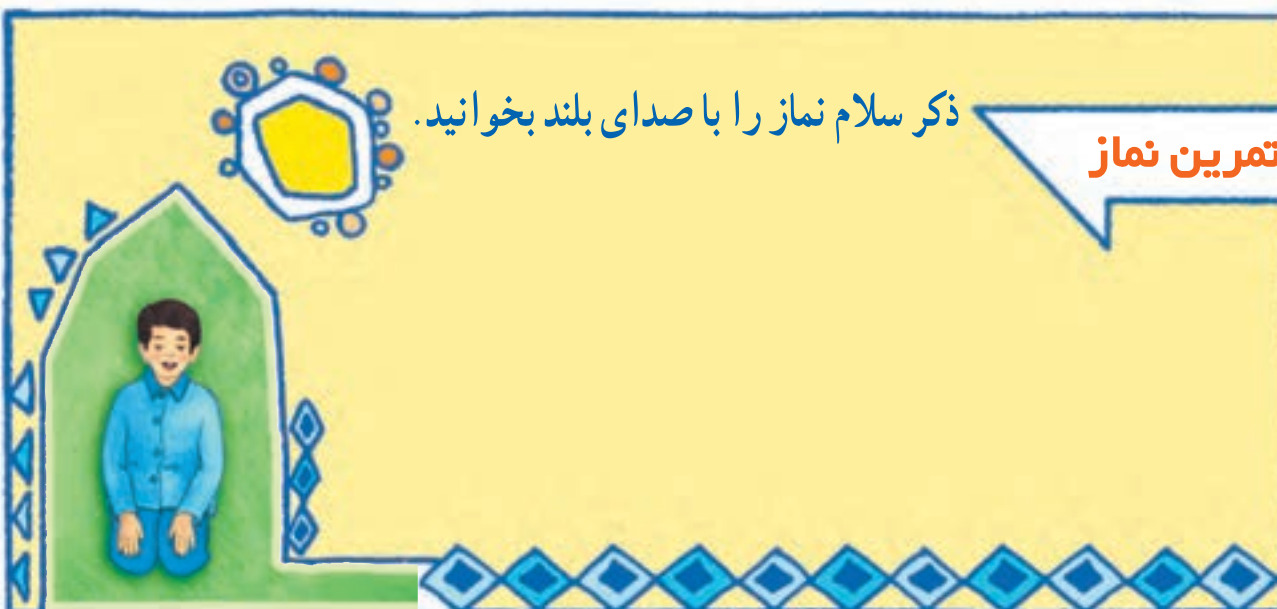 تمرین نماز
ذکر سلام نماز را با صدای بلند بخوانید.